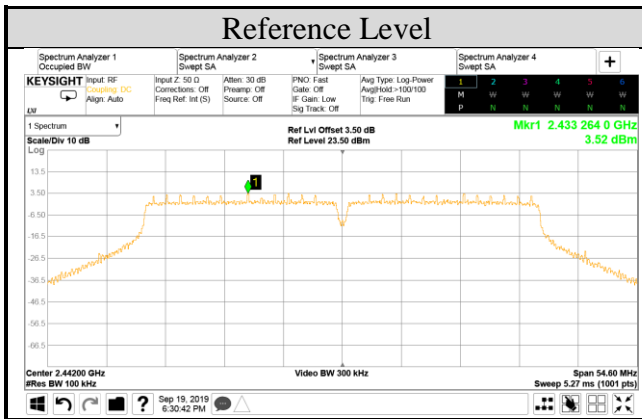 Reference Level
Spectrum Analyzer 1
Occupied BW
Spectrum Analyzer 2
Swept SA
Spectrum Analyzer 3
Swept SA
Spectrum Analyzer 4
Swept SA
+
KEYSIGHT
Input: RF
Coupling: DC
Align: Auto
Input Z: 50 Ω
Corrections: Off
Freq Ref: Int (S)
Atten: 30 dB
Preamp: Off
Source: Off
PNO: Fast
Gate: Off
IF Gain: Low
Sig Track: Off
Avg Type: Log-Power
Avg|Hold:>100/100
Trig: Free Run
1 2 3 4 5 6
M W W W W W
P N N N N N
LXI
1 Spectrum
Scale/Div 10 dB
Ref Lvl Offset 3.50 dB
Ref Level 23.50 dBm
Mkr1 2.433 264 0 GHz
3.52 dBm
Log
13.5
3.50
-6.50
-16.5
-26.5
-36.5
-46.5
-56.5
-66.5
1
Center 2.44200 GHz
#Res BW 100 kHz
Video BW 300 kHz
Span 54.60 MHz
Sweep 5.27 ms (1001 pts)
?
Sep 19, 2019
6:30:42 PM